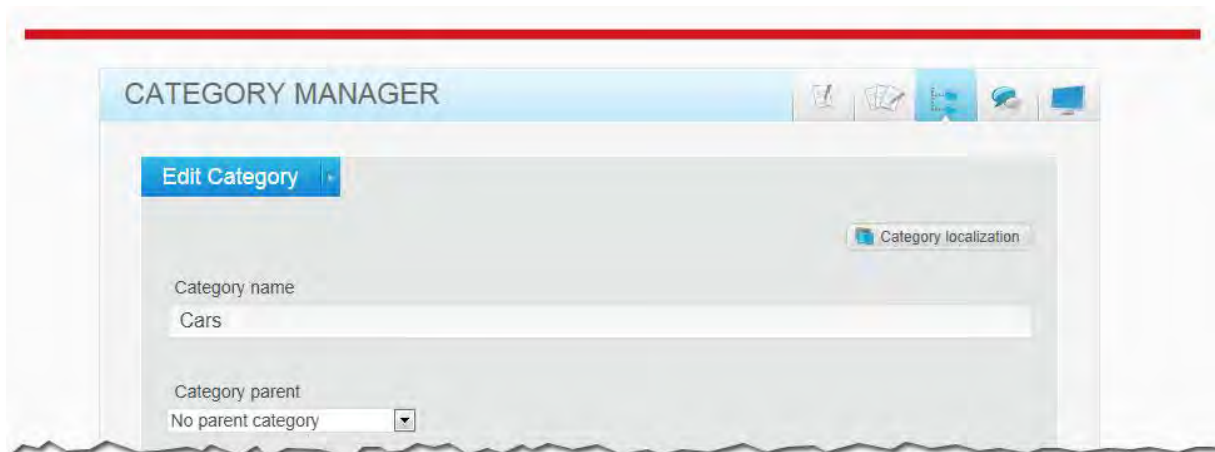 CATEGORY MANAGER
Edit Category
Category localization
Category name
Cars
Category parent
No parent category